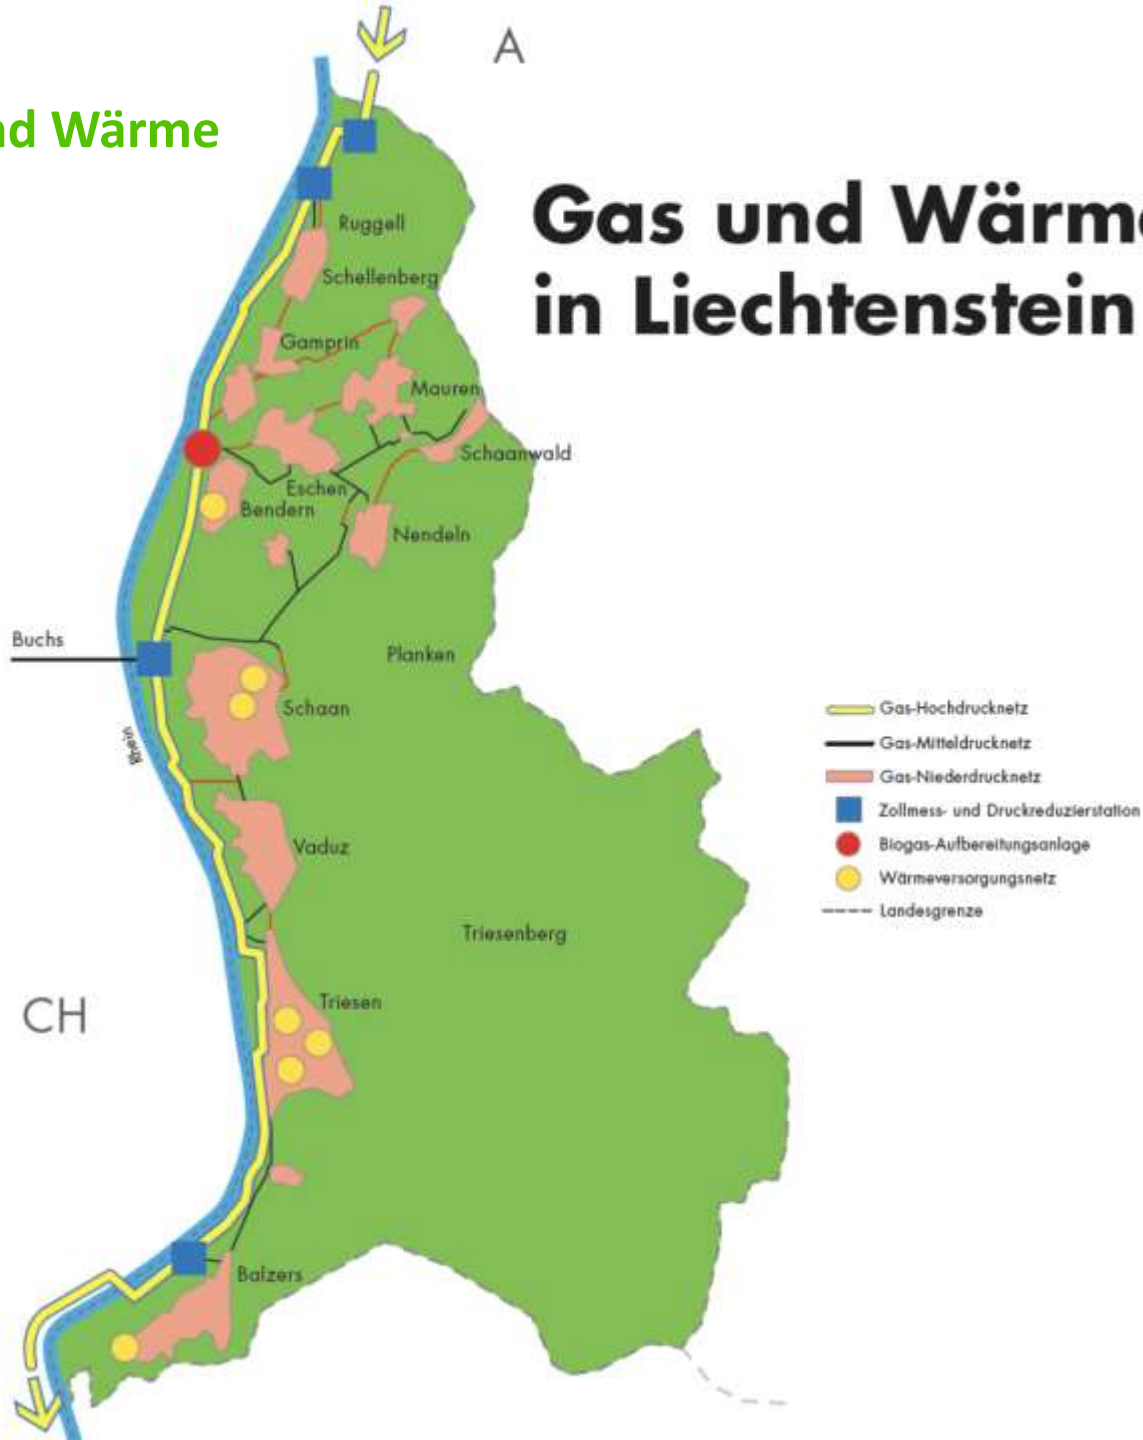 A
nd Wärme
Gas und Wärme
in Liechtenstein
Ruggell
Schellenberg
Gamprin
Mauren
Schaanwald
Eschen
Bendern
Nendeln
Buchs
Planken
Schaan
Rhein
Gas-Hochdrucknetz
Gas-Mitteldrucknetz
Gas-Niederdrucknetz
Zollmess- und Druckreduzierstation
Biogas-Aufbereitungsanlage
Wärmeversorgungsnetz
Landesgrenze
Vaduz
Triesenberg
Triesen
CH
Balzers